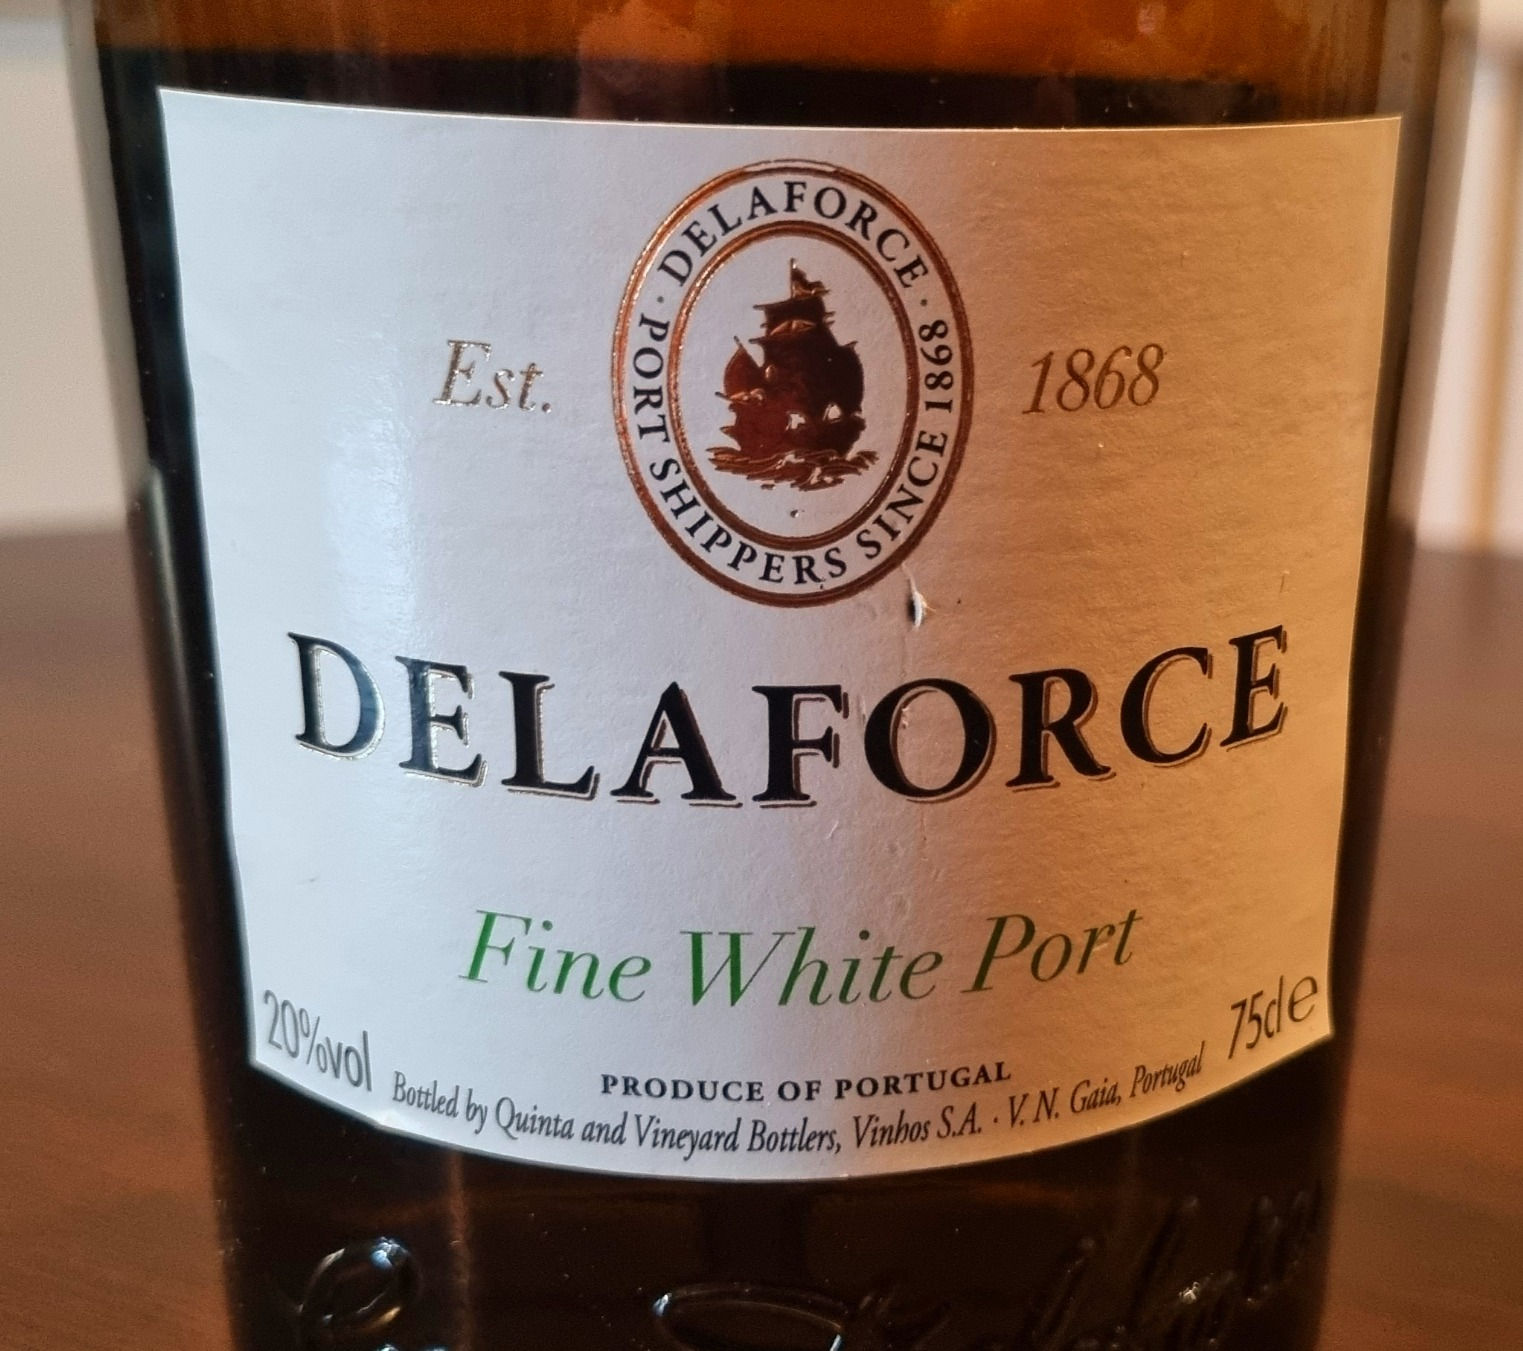 DELAFORCE · PORT SHIPPERS SINCE 1868 ·
Est. 1868
DELAFORCE
Fine White Port
20%vol
75cl e
PRODUCE OF PORTUGAL
Bottled by Quinta and Vineyard Bottlers, Vinhos S.A. · V. N. Gaia, Portugal